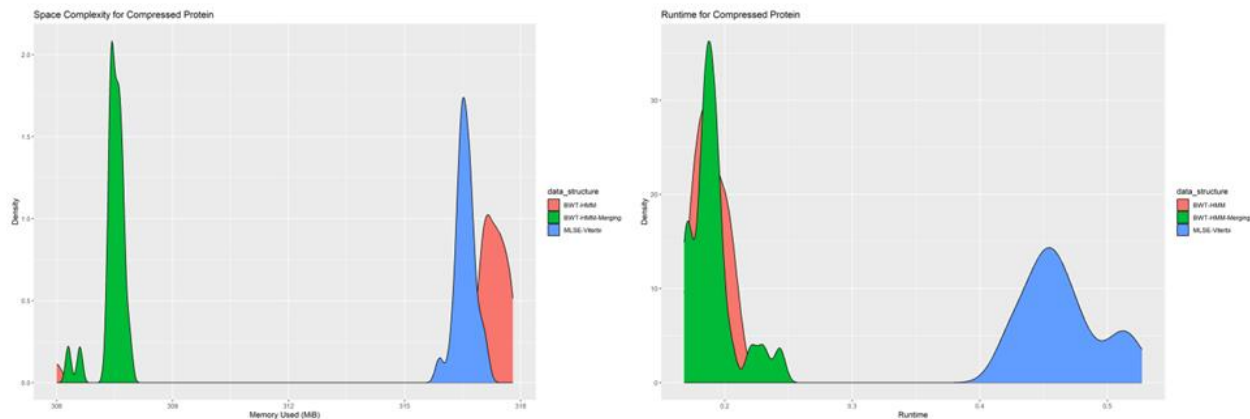 Space Complexity for Compressed Protein
2.0
1.5
1.0
0.5
0.0
Density
306
309
312
315
318
Memory Used (MiB)
data_structure
BWT-HMM
BWT-HMM-Merging
MLSE-Viterbi
Runtime for Compressed Protein
30
20
10
0
Density
0.2
0.3
0.4
0.5
Runtime
data_structure
BWT-HMM
BWT-HMM-Merging
MLSE-Viterbi